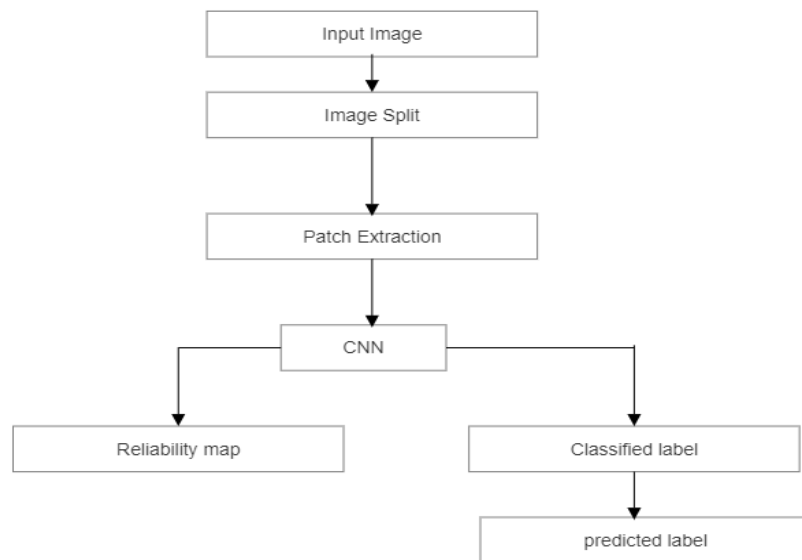 Input Image
Image Split
Patch Extraction
CNN
Reliability map
Classified label
predicted label